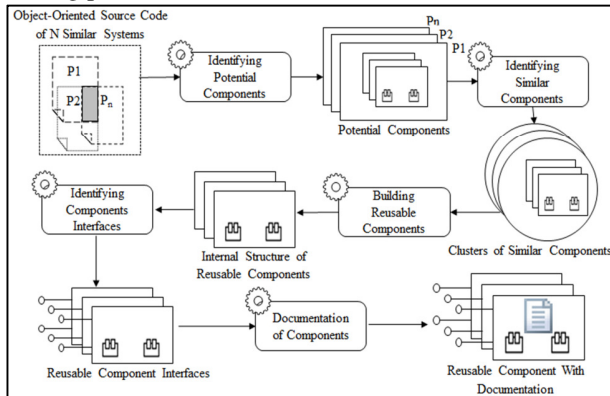 Object-Oriented Source Code
of N Similar Systems
P1
P2
Pn
Identifying
Potential
Components
Pn
P2
P1
Potential Components
Identifying
Similar
Components
Clusters of Similar Components
Building
Reusable
Components
Internal Structure of
Reusable Components
Identifying
Components
Interfaces
Reusable Component Interfaces
Documentation
of Components
Reusable Component With
Documentation